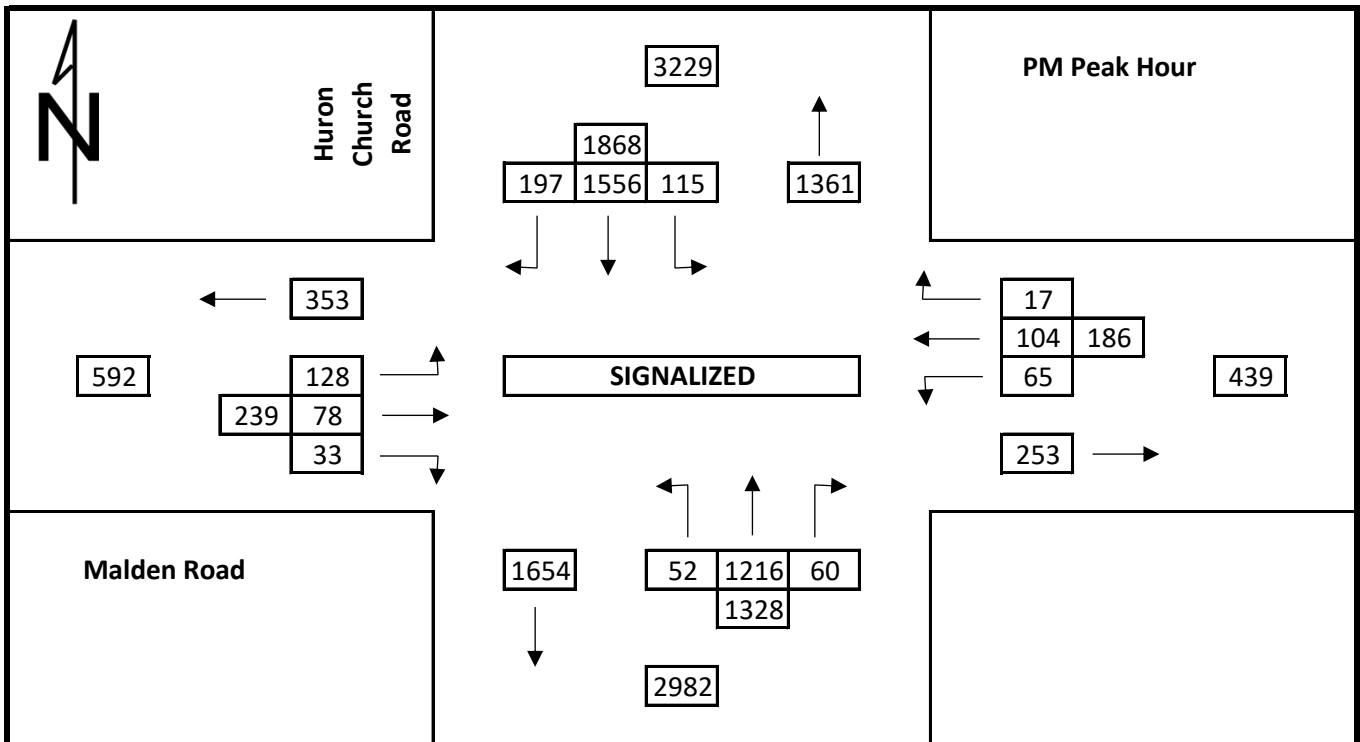 N
Huron
Church
Road
3229
PM Peak Hour
1868
197 1556 115
1361
353
17
104 186
65
592
128
239 78
33
SIGNALIZED
439
253
Malden Road
1654
52 1216 60
1328
2982